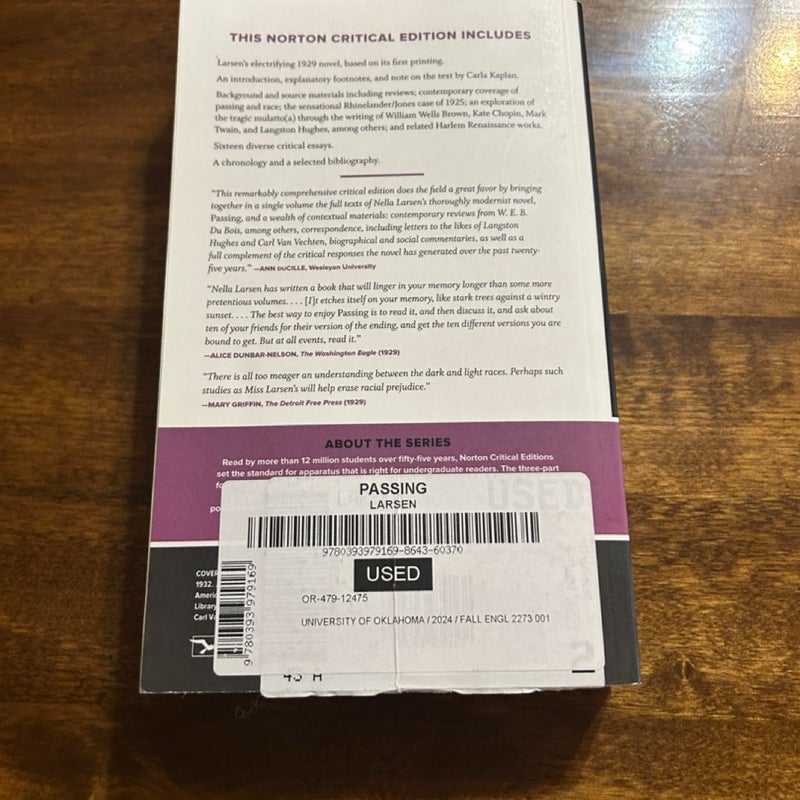 THIS NORTON CRITICAL EDITION INCLUDES
Larsen's electrifying 1929 novel, based on its first printing.
An introduction, explanatory footnotes, and note on the text by Carla Kaplan.
Background and source materials including reviews; contemporary coverage of
passing and race; the sensational Rhinelander/Jones case of 1925; an exploration of
the tragic mulatto(a) through the writing of William Wells Brown, Kate Chopin, Mark
Twain, and Langston Hughes, among others; and related Harlem Renaissance works.
Sixteen diverse critical essays.
A chronology and a selected bibliography.
"This remarkably comprehensive critical edition does the field a great favor by bringing
together in a single volume the full texts of Nella Larsen's thoroughly modernist novel,
Passing, and a wealth of contextual materials: contemporary reviews from W. E. B.
Du Bois, among others, correspondence, including letters to the likes of Langston
Hughes and Carl Van Vechten, biographical and social commentaries, as well as a
full complement of the critical responses the novel has generated over the past twenty-
five years." —ANN DUCILLE, Wesleyan University
"Nella Larsen has written a book that will linger in your memory longer than some more
pretentious volumes. . . . [I]t etches itself on your memory, like stark trees against a wintry
sunset. . . . The best way to enjoy Passing is to read it, and then discuss it, and ask about
ten of your friends for their version of the ending, and get the ten different versions you are
bound to get. But at all events, read it."
—ALICE DUNBAR-NELSON, The Washington Eagle (1929)
"There is all too meager an understanding between the dark and light races. Perhaps such
studies as Miss Larsen's will help erase racial prejudice."
—MARY GRIFFIN, The Detroit Free Press (1929)
ABOUT THE SERIES
Read by more than 12 million students over fifty-five years, Norton Critical Editions
set the standard for apparatus that is right for undergraduate readers. The three-part
fo
po
PASSING
LARSEN
9780393979169-8643-60370
USED
OR-479-12475
UNIVERSITY OF OKLAHOMA / 2024 / FALL ENGL 2273 001
9780393979169
USED
COVER
1932.
Ameri
Library
Carl Va
2